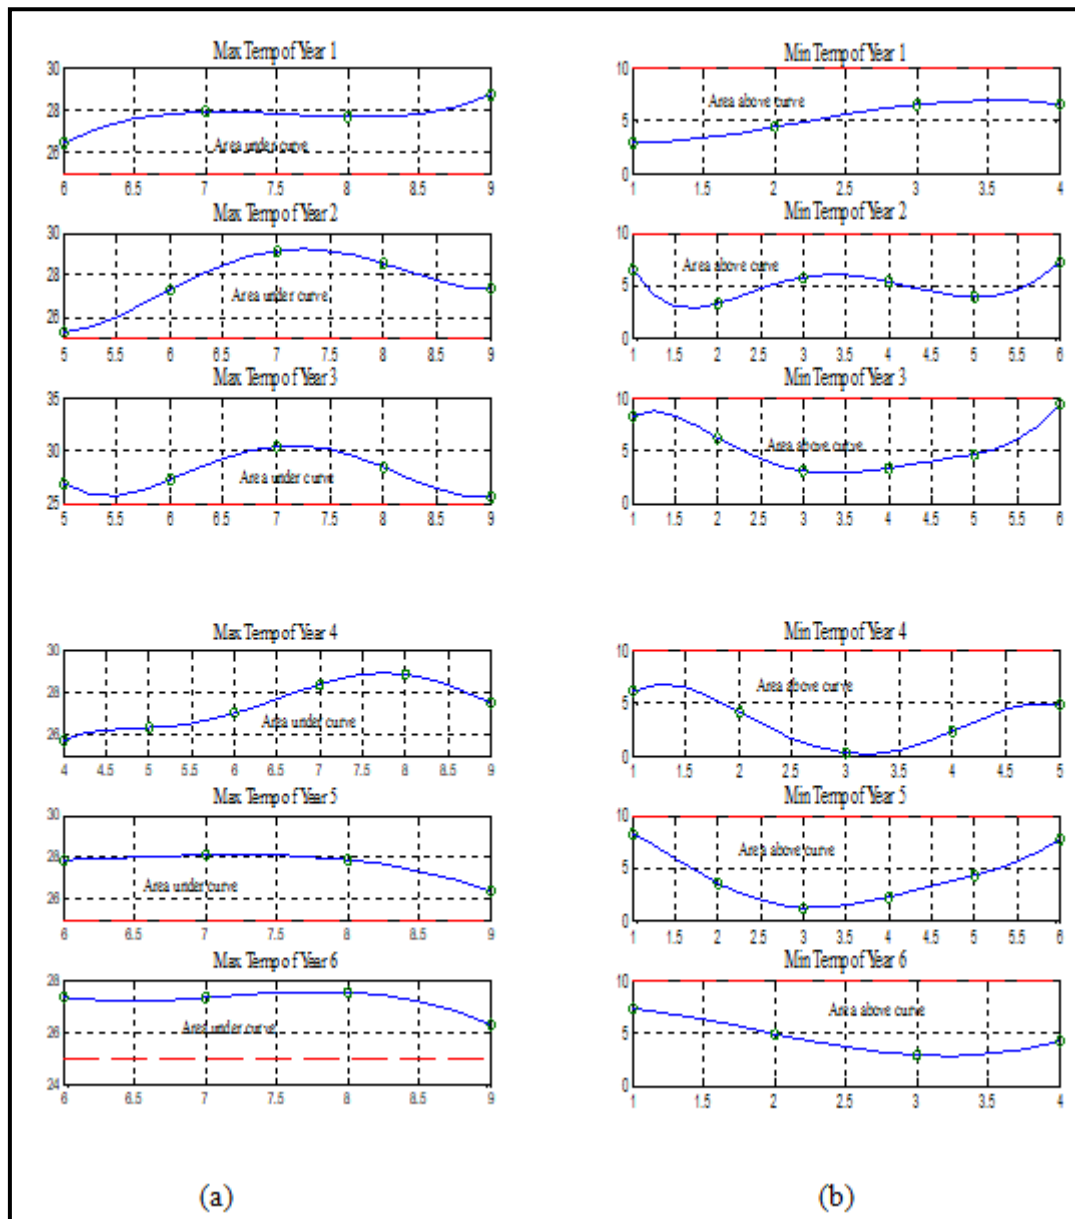 Max Temp of Year 1
30
28
26
Area under curve
6 6.5 7 7.5 8 8.5 9
Max Temp of Year 2
30
28
26
Area under curve
5 5.5 6 6.5 7 7.5 8 8.5 9
Max Temp of Year 3
35
30
25
Area under curve
5 5.5 6 6.5 7 7.5 8 8.5 9
Max Temp of Year 4
30
28
26
Area under curve
4 4.5 5 5.5 6 6.5 7 7.5 8 8.5 9
Max Temp of Year 5
30
28
26
Area under curve
6 6.5 7 7.5 8 8.5 9
Max Temp of Year 6
28
26
24
Area under curve
6 6.5 7 7.5 8 8.5 9
(a)
Min Temp of Year 1
10
5
0
Area above curve
1 1.5 2 2.5 3 3.5 4
Min Temp of Year 2
10
5
0
Area above curve
1 1.5 2 2.5 3 3.5 4 4.5 5 5.5 6
Min Temp of Year 3
10
5
0
Area above curve
1 1.5 2 2.5 3 3.5 4 4.5 5 5.5 6
Min Temp of Year 4
10
5
0
Area above curve
1 1.5 2 2.5 3 3.5 4 4.5 5
Min Temp of Year 5
10
5
0
Area above curve
1 1.5 2 2.5 3 3.5 4 4.5 5 5.5 6
Min Temp of Year 6
10
5
0
Area above curve
1 1.5 2 2.5 3 3.5 4
(b)